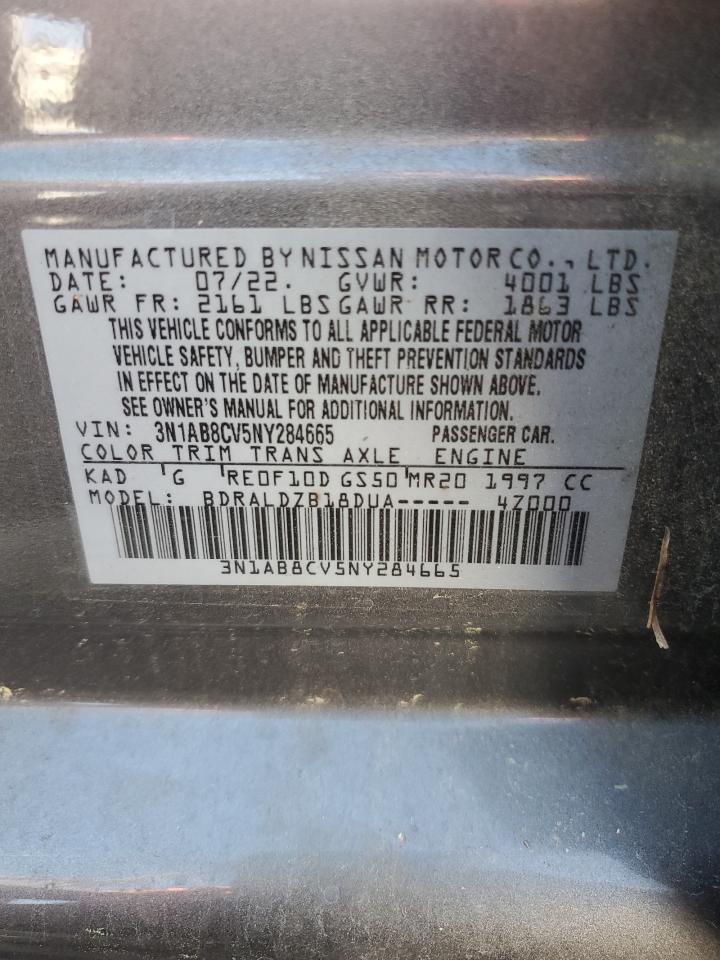 MANUFACTURED BY NISSAN MOTOR CO., LTD.
DATE: 07/22. GVWR: 4001 LBS
GAWR FR: 2161 LBS GAWR RR: 1863 LBS
THIS VEHICLE CONFORMS TO ALL APPLICABLE FEDERAL MOTOR
VEHICLE SAFETY, BUMPER AND THEFT PREVENTION STANDARDS
IN EFFECT ON THE DATE OF MANUFACTURE SHOWN ABOVE.
SEE OWNER'S MANUAL FOR ADDITIONAL INFORMATION.
VIN: 3N1AB8CV5NY284665 PASSENGER CAR.
COLOR TRIM TRANS AXLE ENGINE
KAD G RE0F10D GS50 MR20 1997 CC
MODEL: BDRALDZB18DUA----- 4Z000
3N1AB8CV5NY284665